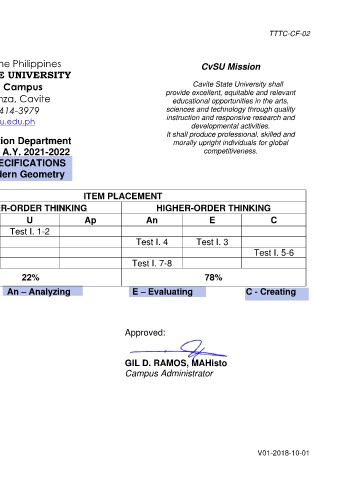 TTTC-CF-02
he Philippines
E UNIVERSITY
Campus
nza, Cavite
414-3979
u.edu.ph
CvSU Mission
Cavite State University shall
provide excellent, equitable and relevant
educational opportunities in the arts,
sciences and technology through quality
instruction and responsive research and
developmental activities.
It shall produce professional, skilled and
morally upright individuals for global
competitiveness.
tion Department
A.Y. 2021-2022
ECIFICATIONS
dern Geometry
ITEM PLACEMENT
R-ORDER THINKING HIGHER-ORDER THINKING
U Ap An E C
Test I. 1-2
Test I. 4 Test I. 3
Test I. 5-6
Test I. 7-8
22% 78%
An – Analyzing E – Evaluating C - Creating
Approved:
GIL D. RAMOS, MAHisto
Campus Administrator
V01-2018-10-01